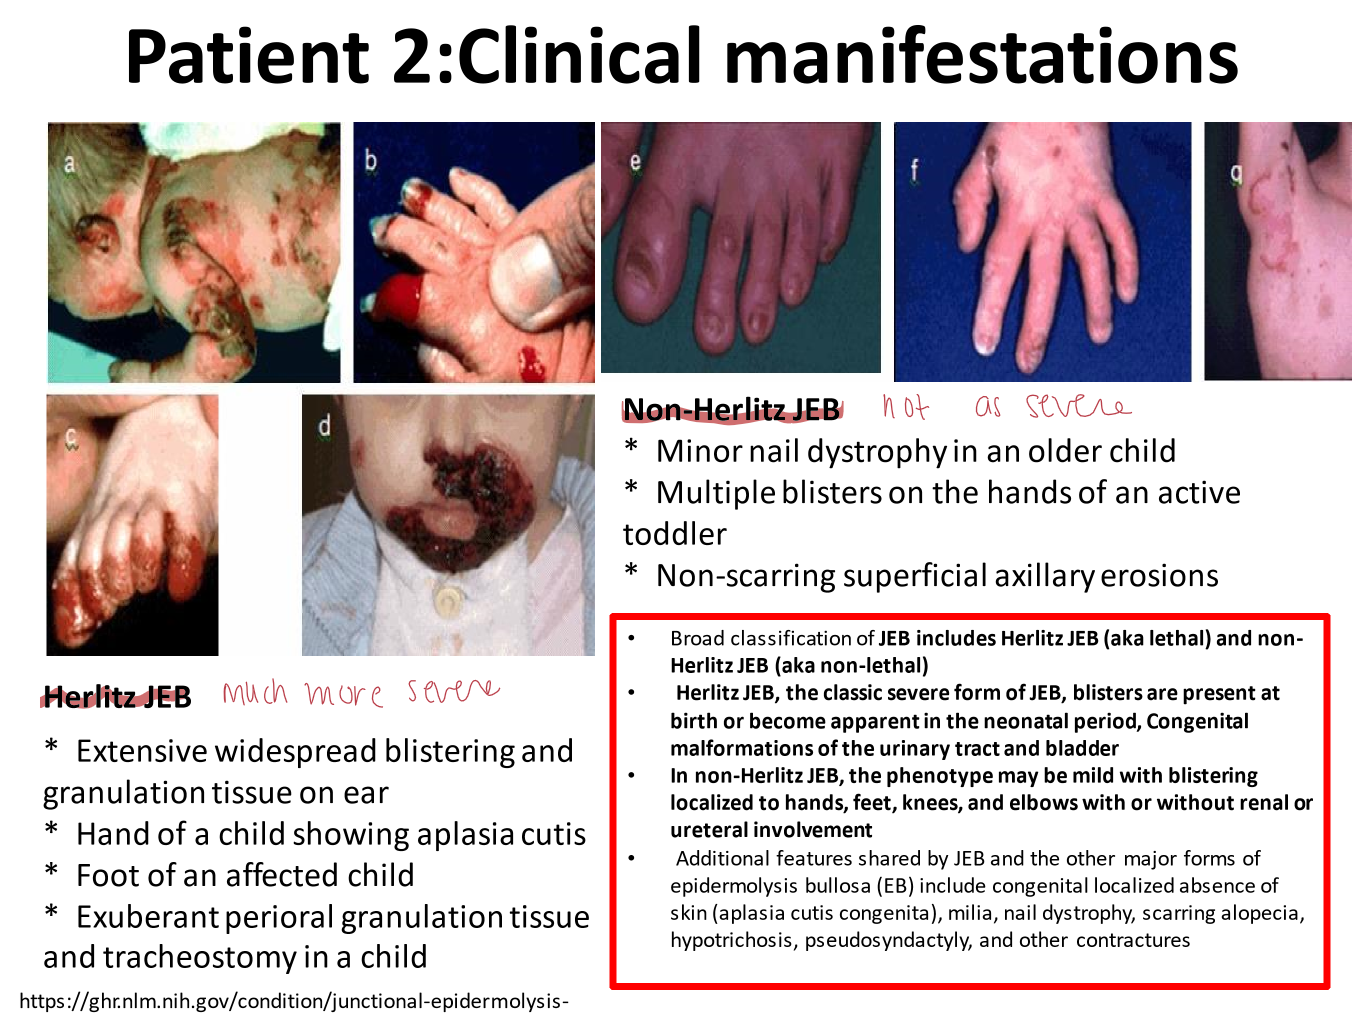 Patient 2:Clinical manifestations
a
b
e
f
g
c
d
Herlitz JEB much more severe
* Extensive widespread blistering and
granulation tissue on ear
* Hand of a child showing aplasia cutis
* Foot of an affected child
* Exuberant perioral granulation tissue
and tracheostomy in a child
https://ghr.nlm.nih.gov/condition/junctional-epidermolysis-
Non-Herlitz JEB not as severe
* Minor nail dystrophy in an older child
* Multiple blisters on the hands of an active
toddler
* Non-scarring superficial axillary erosions
• Broad classification of JEB includes Herlitz JEB (aka lethal) and non-
Herlitz JEB (aka non-lethal)
• Herlitz JEB, the classic severe form of JEB, blisters are present at
birth or become apparent in the neonatal period, Congenital
malformations of the urinary tract and bladder
• In non-Herlitz JEB, the phenotype may be mild with blistering
localized to hands, feet, knees, and elbows with or without renal or
ureteral involvement
• Additional features shared by JEB and the other major forms of
epidermolysis bullosa (EB) include congenital localized absence of
skin (aplasia cutis congenita), milia, nail dystrophy, scarring alopecia,
hypotrichosis, pseudosyndactyly, and other contractures